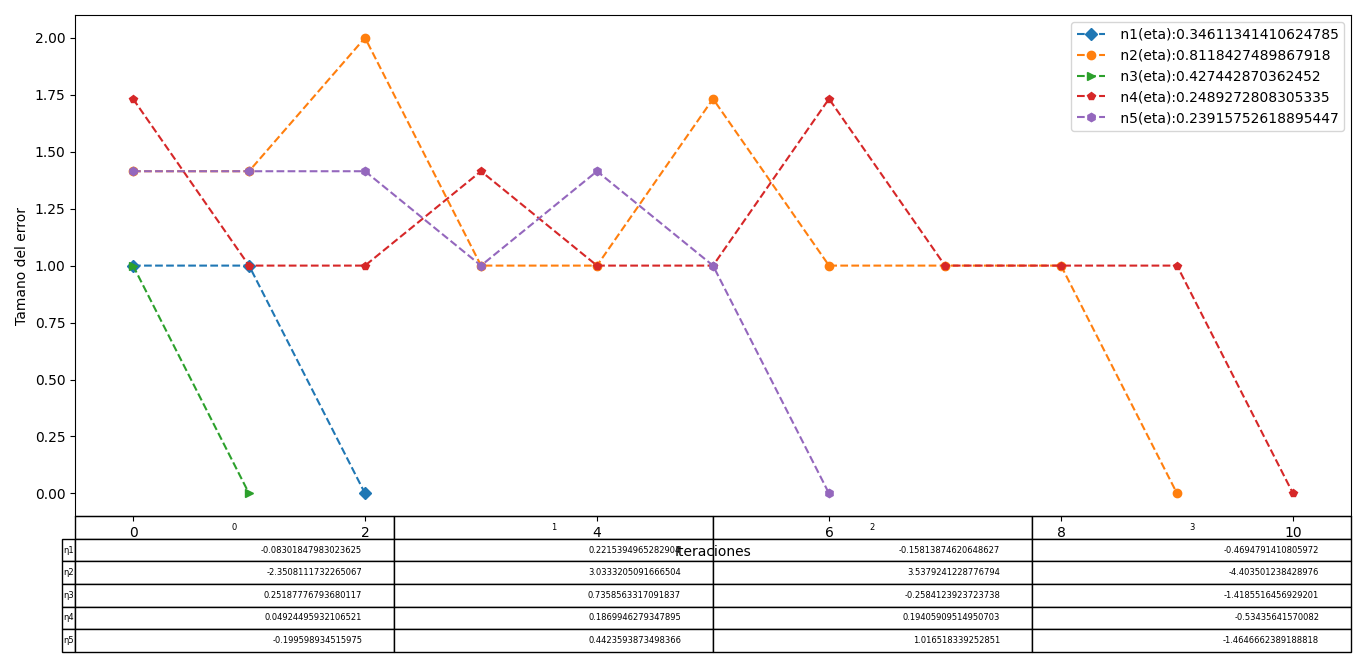 2.00
1.75
1.50
1.25
1.00
0.75
0.50
0.25
0.00
Tamano del error
n1(eta):0.34611341410624785
n2(eta):0.8118427489867918
n3(eta):0.427442870362452
n4(eta):0.2489272808305335
n5(eta):0.23915752618895447
0 2 4 6 8 10
Iteraciones
0 1 2 3
η1 -0.08301847983023625 0.2215394965282904 -0.15813874620648627 -0.4694791410805972
η2 -2.3508111732265067 3.0333205091666504 3.5379241228776794 -4.403501238428976
η3 0.25187776793680117 0.7358563317091837 -0.2584123923723738 -1.4185516456929201
η4 0.04924495932106521 0.1869946279347895 0.19405909514950703 -0.53435641570082
η5 -0.199598934515975 0.4423593873498366 1.016518339252851 -1.4646662389188818